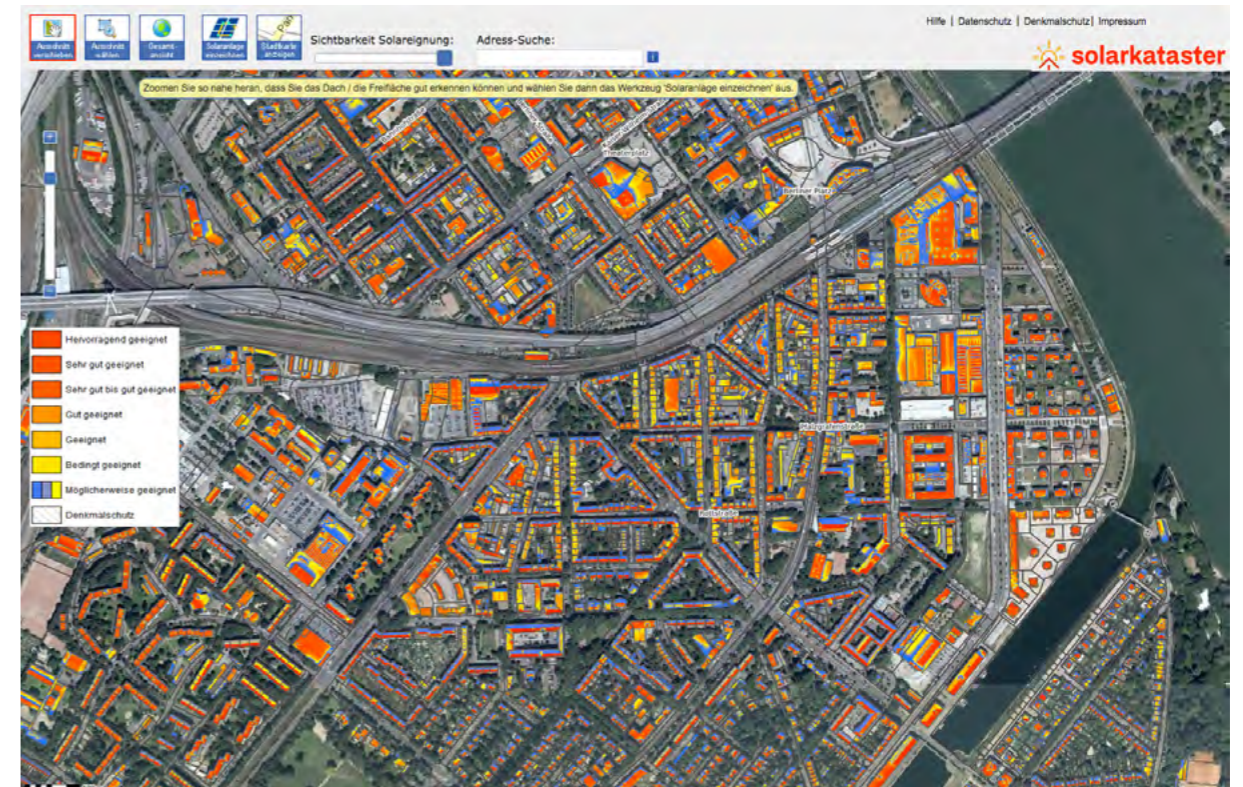 Hilfe | Datenschutz | Denkmalschutz| Impressum
Ausschnitt
verschieben
Ausschnitt
wählen
Gesamt-
ansicht
Solaranlage
einzeichnen
Stadtkarte
anzeigen
Sichtbarkeit Solareignung:
Adress-Suche:
solarkataster
Zoomen Sie so nahe heran, dass Sie das Dach / die Freifläche gut erkennen können und wählen Sie dann das Werkzeug 'Solaranlage einzeichnen' aus.
Theaterplatz
Berliner Platz
Hervorragend geeignet
Sehr gut geeignet
Sehr gut bis gut geeignet
Gut geeignet
Geeignet
Bedingt geeignet
Möglicherweise geeignet
Denkmalschutz
Pfalzgrafenstraße
Rottstraße